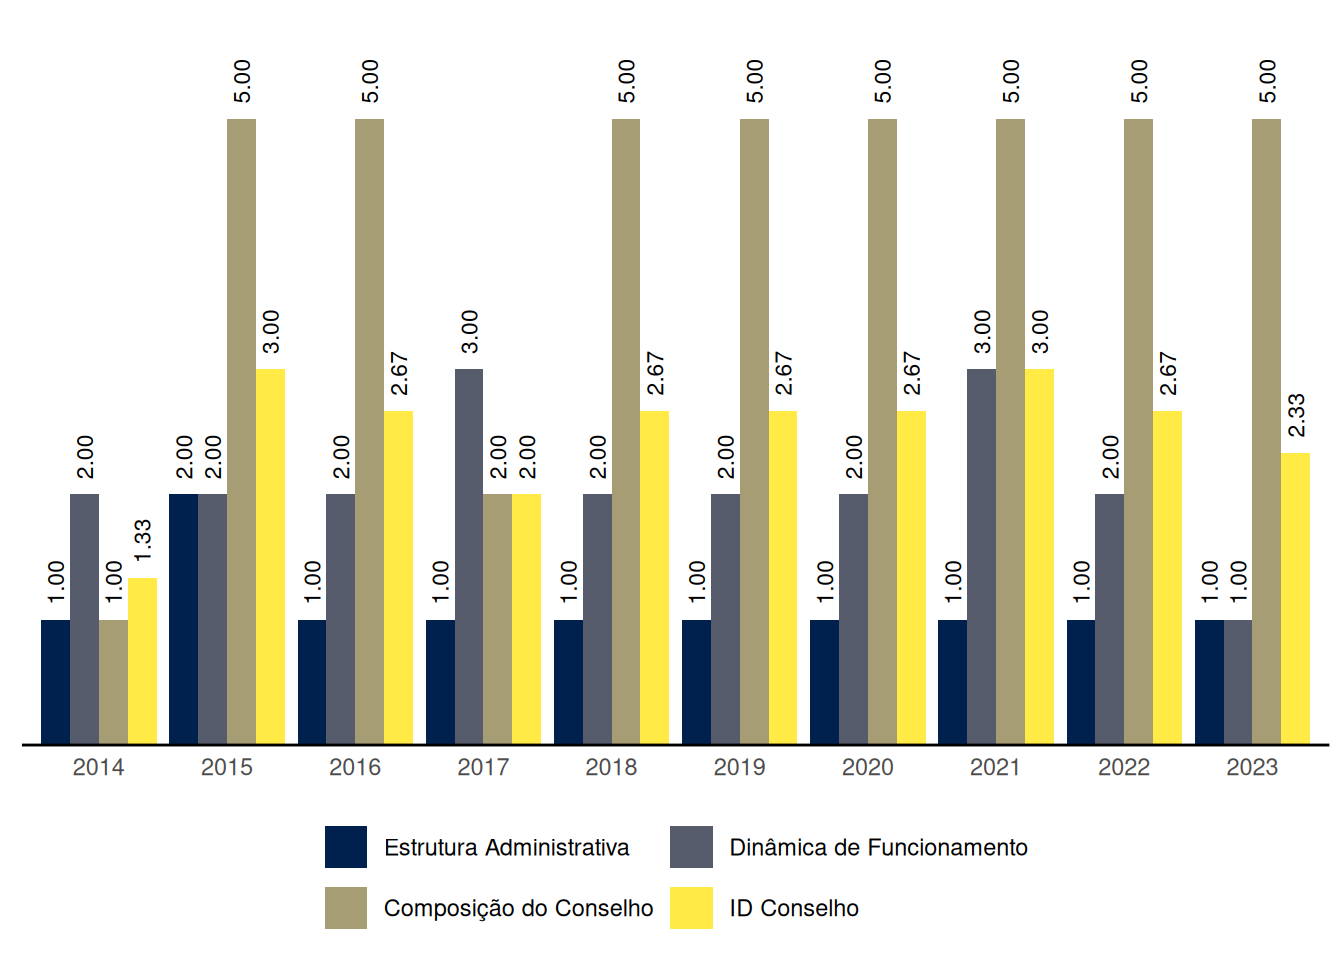 1.00 2.00 1.00 1.33 2.00 2.00 5.00 3.00 1.00 2.00 5.00 2.67 1.00 3.00 2.00 2.00 1.00 2.00 5.00 2.67 1.00 2.00 5.00 2.67 1.00 2.00 5.00 2.67 1.00 3.00 5.00 3.00 1.00 2.00 5.00 2.67 1.00 1.00 5.00 2.33
2014 2015 2016 2017 2018 2019 2020 2021 2022 2023
Estrutura Administrativa Dinâmica de Funcionamento
Composição do Conselho ID Conselho